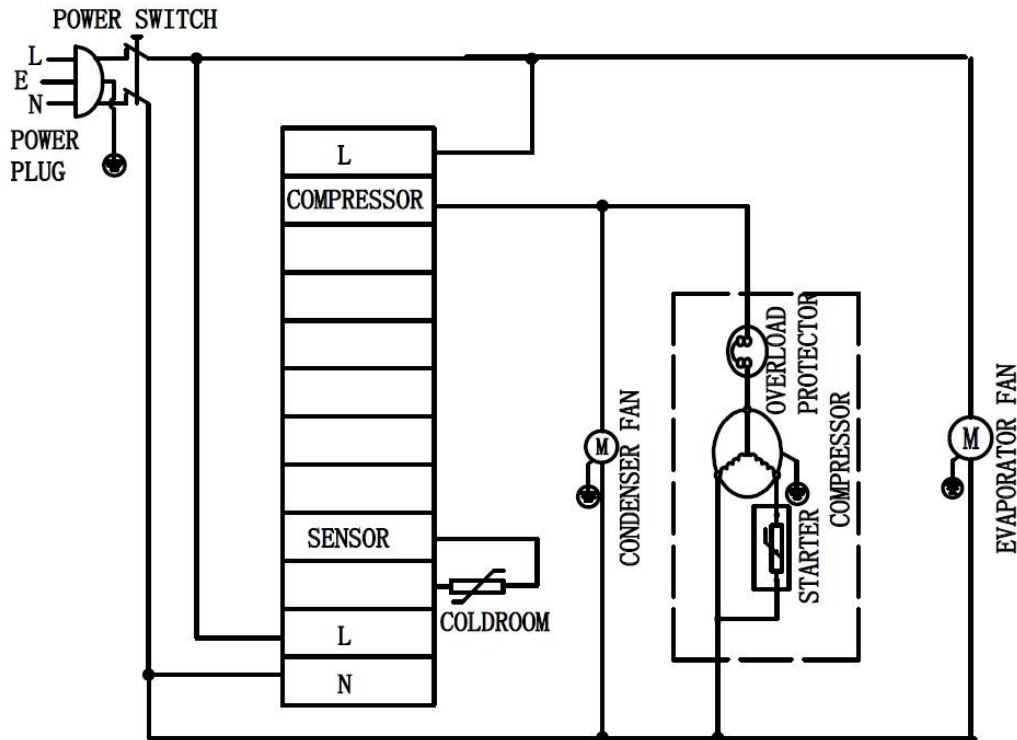 POWER SWITCH
L
E
N
POWER
PLUG
L
COMPRESSOR
SENSOR
COLDROOM
L
N
M
CONDENSER FAN
OVERLOAD
PROTECTOR
COMPRESSOR
STARTER
M
EVAPORATOR FAN